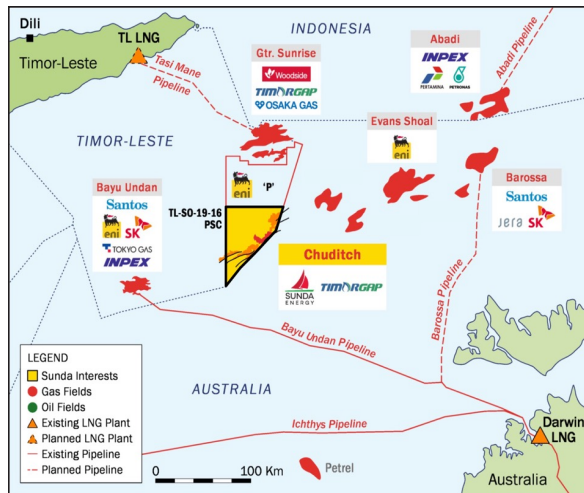 INDONESIA
Dili
TL LNG
Timor-Leste
Tasi Mane
Pipeline
Gtr. Sunrise
Woodside
TIMORGAP
OSAKA GAS
Abadi
INPEX
PERTAMINA
PETRONAS
Abadi Pipeline
TIMOR-LESTE
Evans Shoal
eni
eni
'P'
Bayu Undan
Santos
eni
SK
TOKYO GAS
INPEX
TL-SO-19-16
PSC
Barossa
Santos
jera
SK
Chuditch
SUNDA
ENERGY
TIMORGAP
Barossa Pipeline
Bayu Undan Pipeline
LEGEND
Sunda Interests
Gas Fields
Oil Fields
Existing LNG Plant
Planned LNG Plant
Existing Pipeline
Planned Pipeline
AUSTRALIA
Ichthys Pipeline
Darwin
LNG
0
100 Km
Petrel
Australia